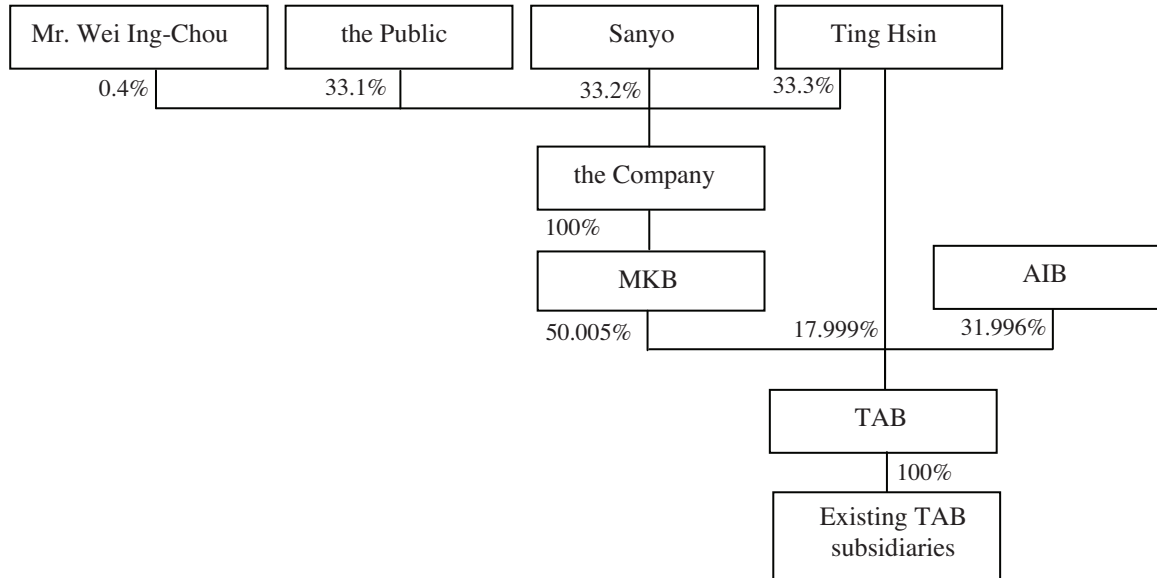 Mr. Wei Ing-Chou
the Public
Sanyo
Ting Hsin
0.4%
33.1%
33.2%
33.3%
the Company
100%
MKB
AIB
50.005%
17.999%
31.996%
TAB
100%
Existing TAB
subsidiaries